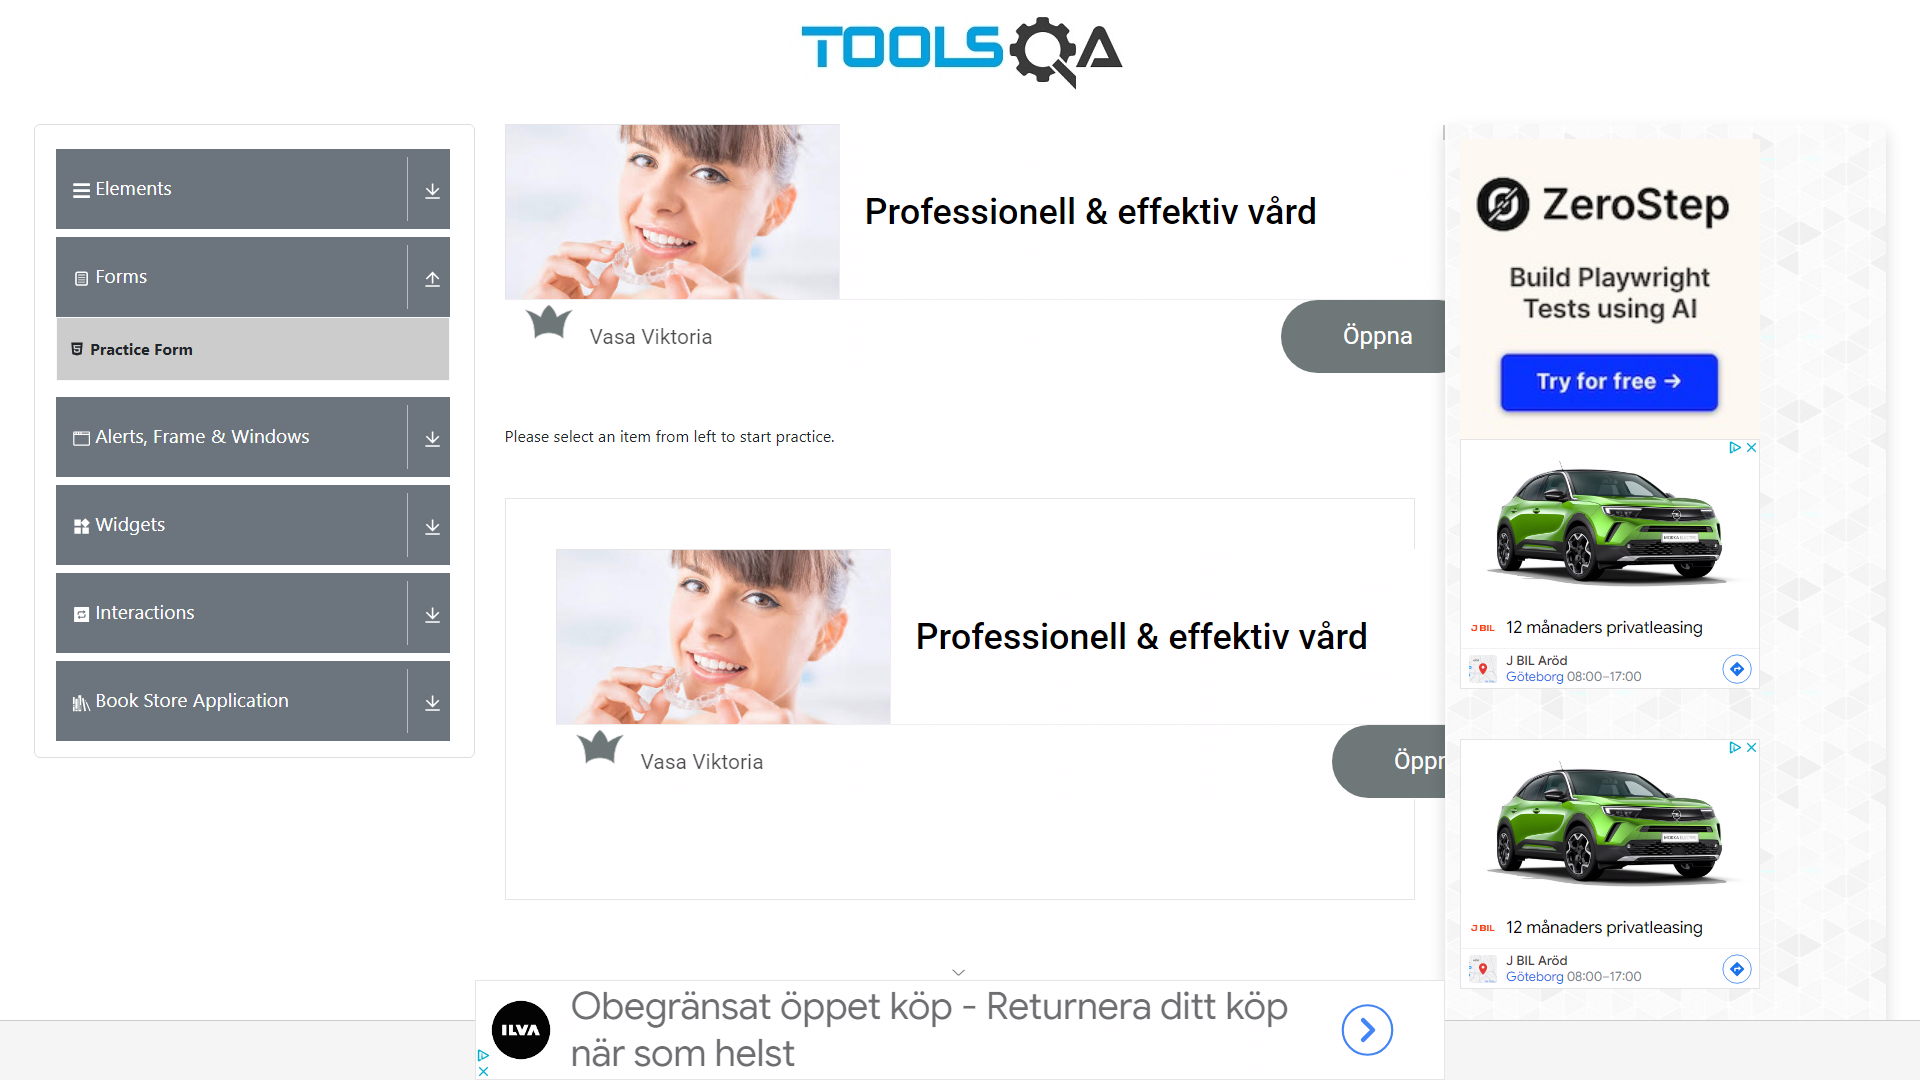 TOOLSQA
Elements
Forms
Practice Form
Alerts, Frame & Windows
Widgets
Interactions
Book Store Application
Professionell & effektiv vård
Vasa Viktoria
Öppna
Please select an item from left to start practice.
Professionell & effektiv vård
Vasa Viktoria
Öppn
ILVA
Obegränsat öppet köp - Returnera ditt köp
när som helst
ZeroStep
Build Playwright
Tests using AI
Try for free →
J BIL
12 månaders privatleasing
J BIL Aröd
Göteborg 08:00–17:00
J BIL
12 månaders privatleasing
J BIL Aröd
Göteborg 08:00–17:00